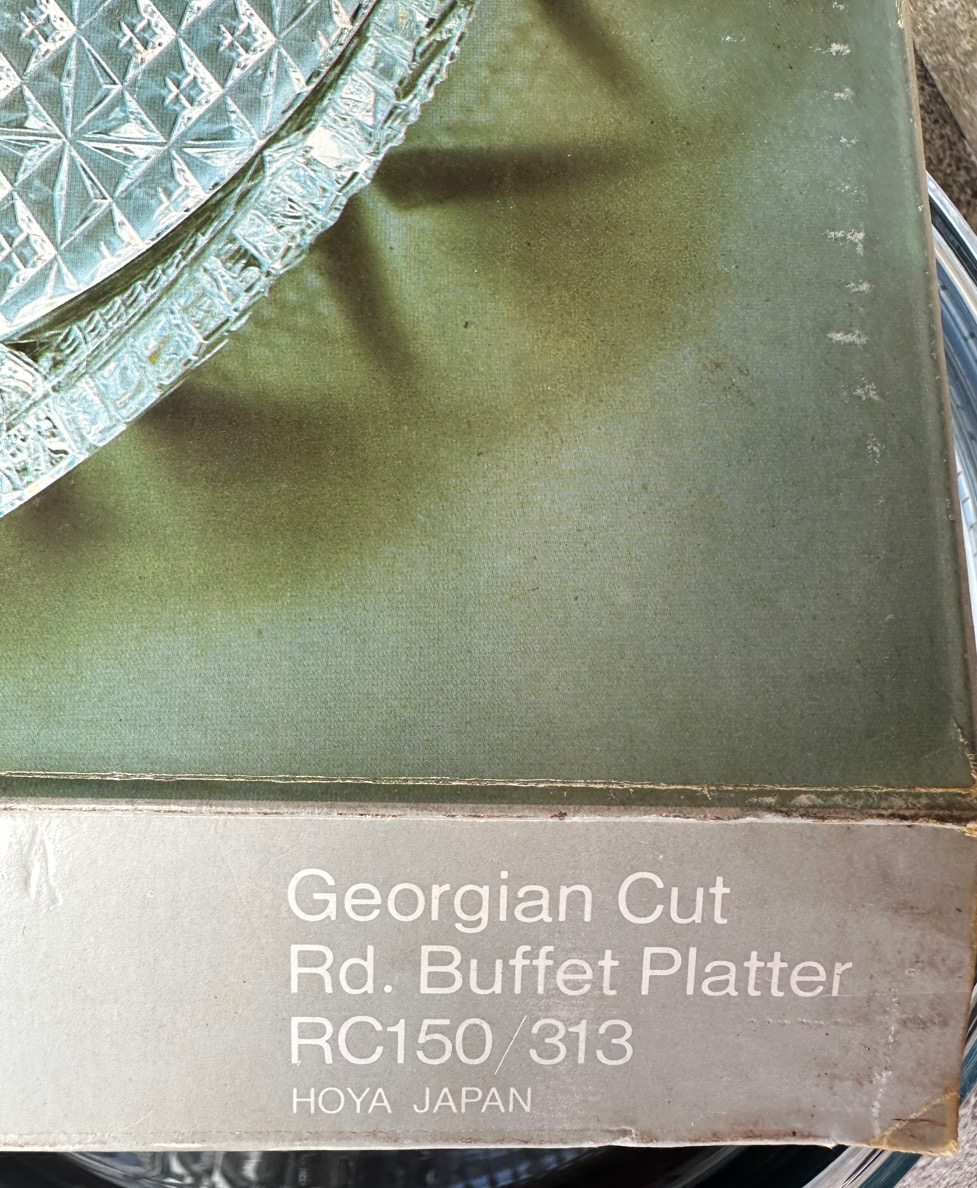 Georgian Cut
Rd. Buffet Platter
RC150/313
HOYA JAPAN